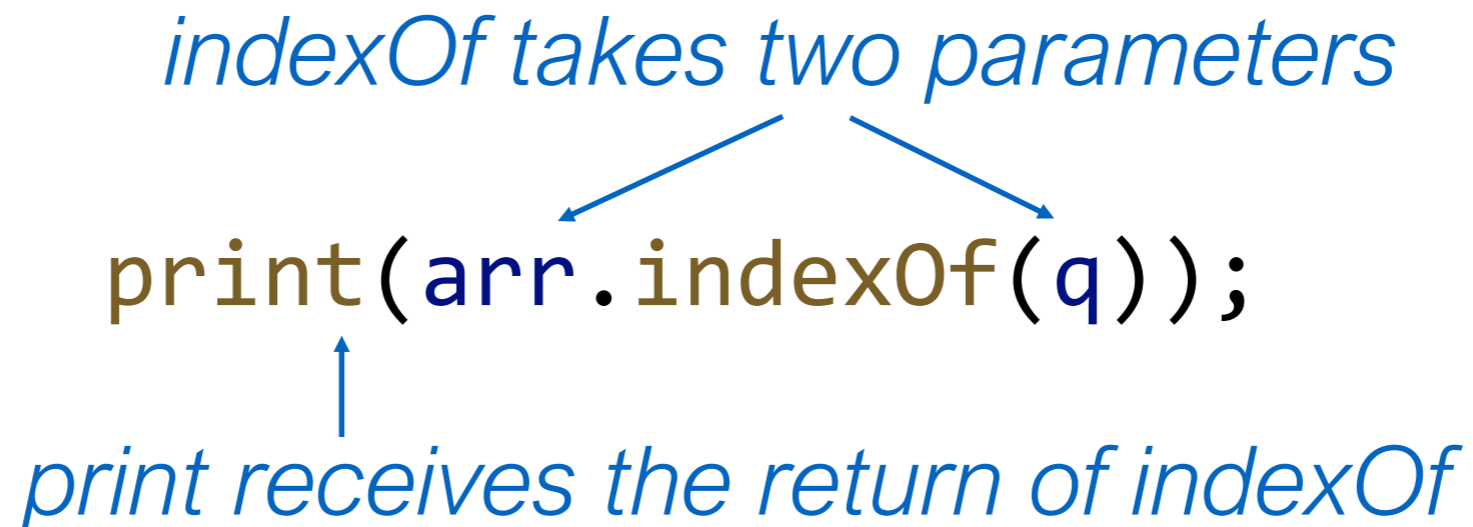 indexOf takes two parameters
print(arr.indexOf(q));
print receives the return of indexOf